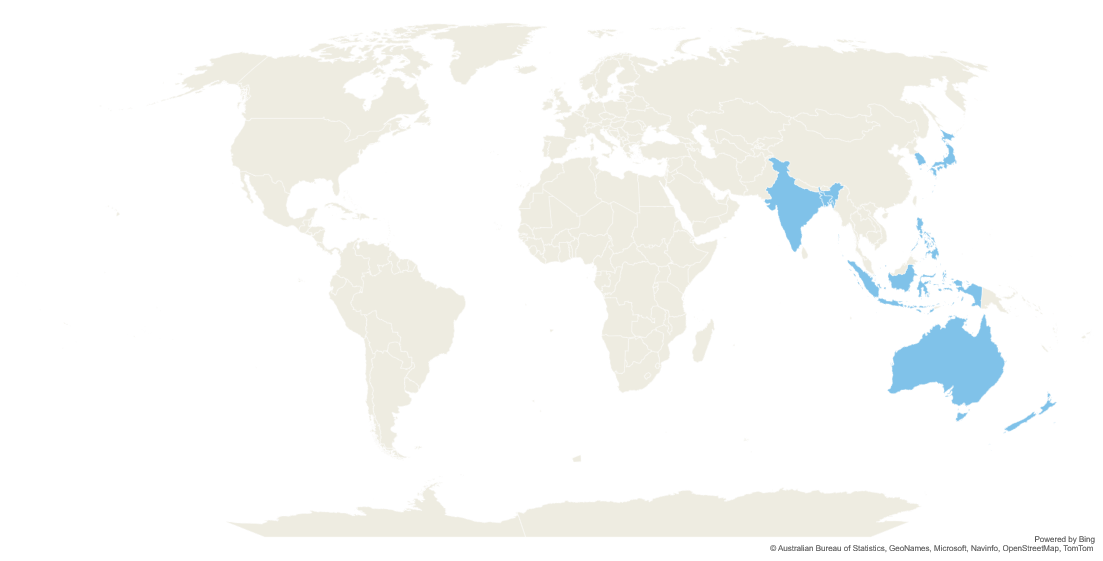 Powered by Bing
© Australian Bureau of Statistics, GeoNames, Microsoft, Navinfo, OpenStreetMap, TomTom